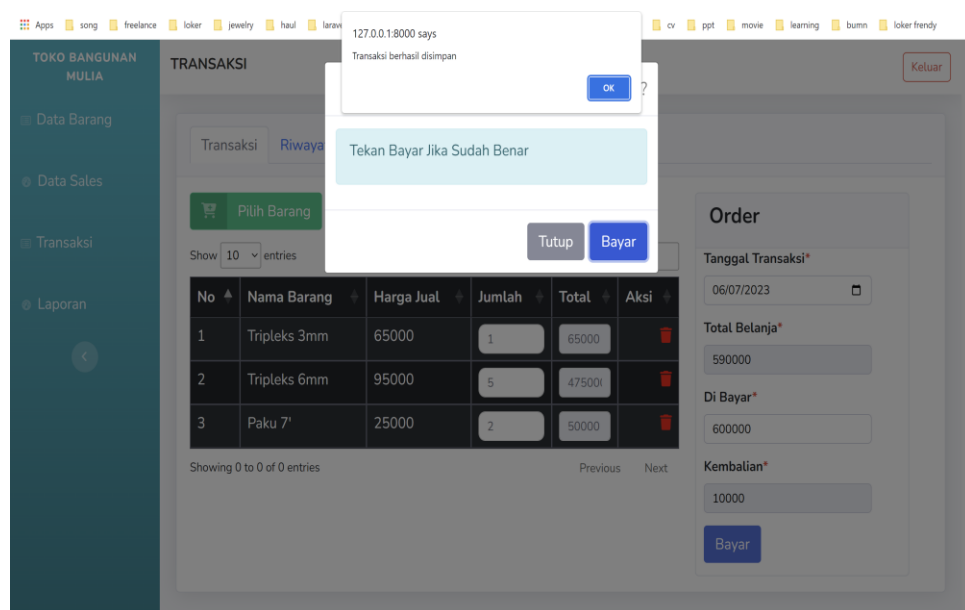 Apps song freelance loker jewelry haul cv ppt movie learning bumn loker frendy
127.0.0.1:8000 says
Transaksi berhasil disimpan
OK
TOKO BANGUNAN
MULIA
TRANSAKSI
?
Keluar
Data Barang
Data Sales
Transaksi
Laporan
Transaksi
Tekan Bayar Jika Sudah Benar
Tutup Bayar
Pilih Barang
Show 10 entries
No Nama Barang Harga Jual Jumlah Total Aksi
1 Tripleks 3mm 65000 1 65000
2 Tripleks 6mm 95000 5
3 Paku 7' 25000 2 50000
Showing 0 to 0 of 0 entries
Previous Next
Order
Tanggal Transaksi*
06/07/2023
Total Belanja*
590000
Di Bayar*
600000
Kembalian*
10000
Bayar